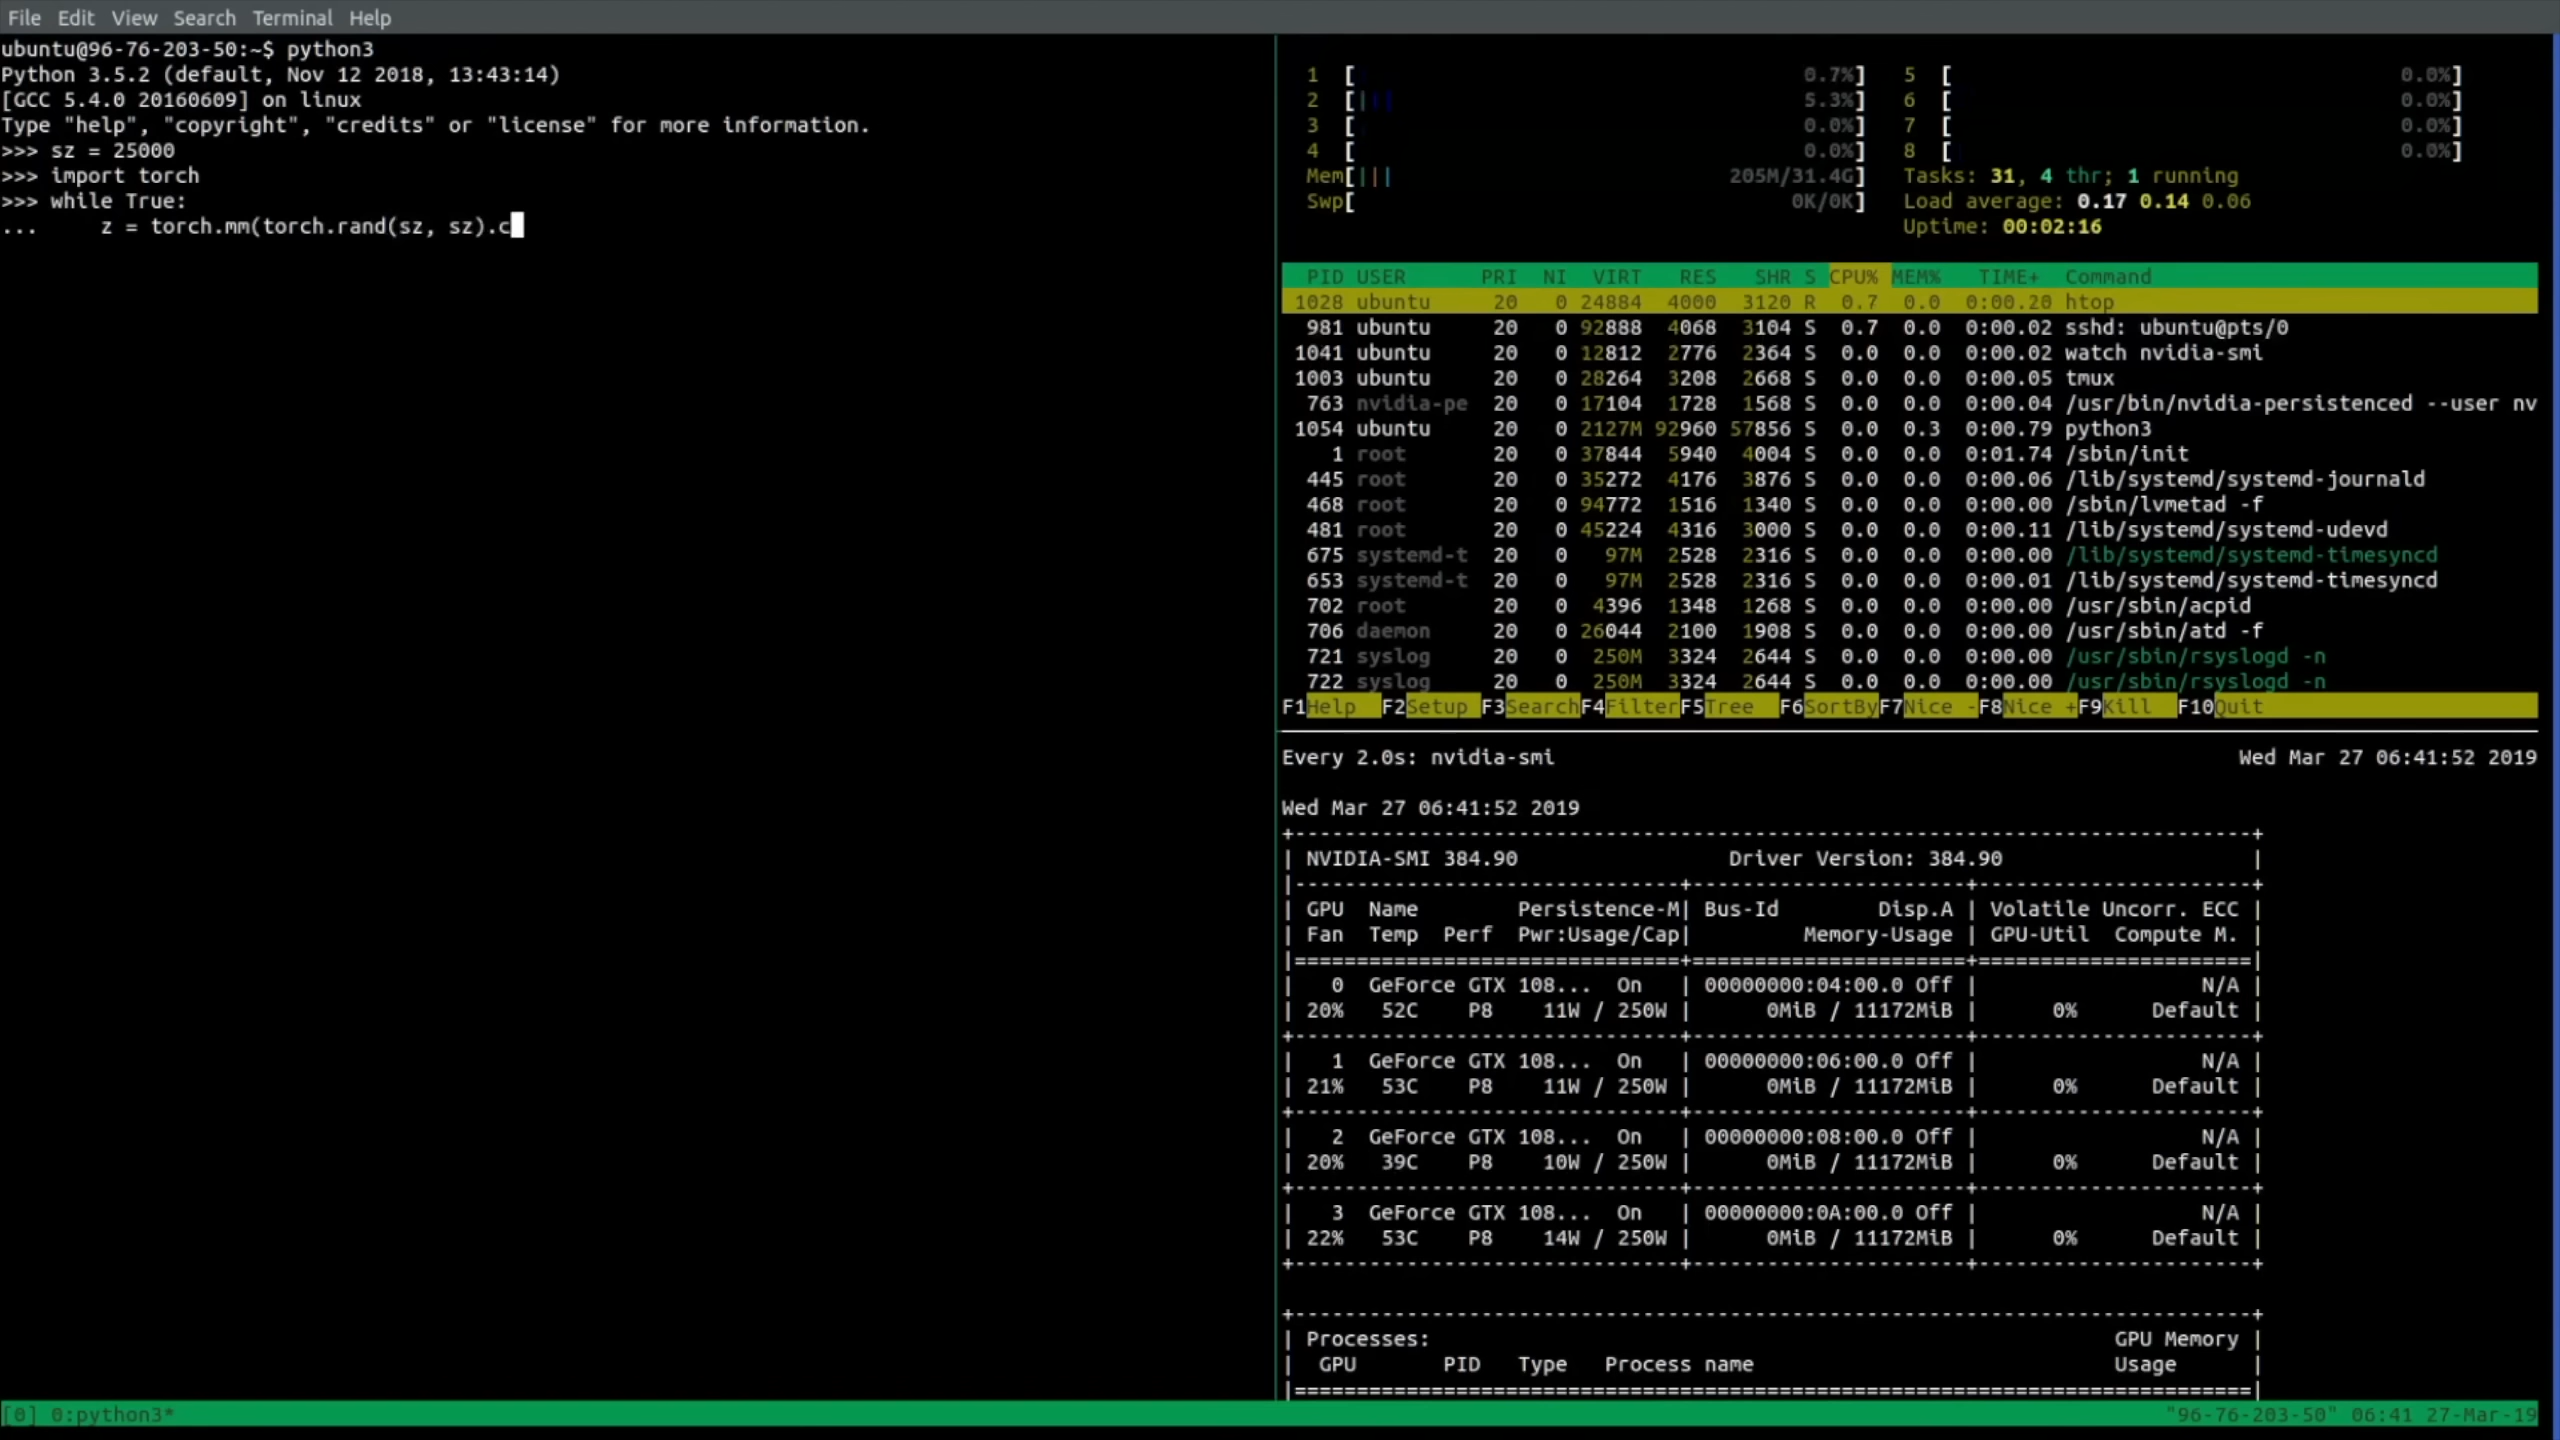 File Edit View Search Terminal Help
ubuntu@96-76-203-50:~$ python3
Python 3.5.2 (default, Nov 12 2018, 13:43:14)
[GCC 5.4.0 20160609] on linux
Type "help", "copyright", "credits" or "license" for more information.
>>> sz = 25000
>>> import torch
>>> while True:
...     z = torch.mm(torch.rand(sz, sz).c
1 [ 0.7%] 5 [ 0.0%]
2 [||| 5.3%] 6 [ 0.0%]
3 [ 0.0%] 7 [ 0.0%]
4 [ 0.0%] 8 [ 0.0%]
Mem[||| 205M/31.4G] Tasks: 31, 4 thr; 1 running
Swp[ 0K/0K] Load average: 0.17 0.14 0.06
Uptime: 00:02:16
PID USER PRI NI VIRT RES SHR S CPU% MEM% TIME+ Command
1028 ubuntu 20 0 24884 4000 3120 R 0.7 0.0 0:00.20 htop
981 ubuntu 20 0 92888 4068 3104 S 0.7 0.0 0:00.02 sshd: ubuntu@pts/0
1041 ubuntu 20 0 12812 2776 2364 S 0.0 0.0 0:00.02 watch nvidia-smi
1003 ubuntu 20 0 28264 3208 2668 S 0.0 0.0 0:00.05 tmux
763 nvidia-pe 20 0 17104 1728 1568 S 0.0 0.0 0:00.04 /usr/bin/nvidia-persistenced --user nv
1054 ubuntu 20 0 2127M 92960 57856 S 0.0 0.3 0:00.79 python3
1 root 20 0 37844 5940 4004 S 0.0 0.0 0:01.74 /sbin/init
445 root 20 0 35272 4176 3876 S 0.0 0.0 0:00.06 /lib/systemd/systemd-journald
468 root 20 0 94772 1516 1340 S 0.0 0.0 0:00.00 /sbin/lvmetad -f
481 root 20 0 45224 4316 3000 S 0.0 0.0 0:00.11 /lib/systemd/systemd-udevd
675 systemd-t 20 0 97M 2528 2316 S 0.0 0.0 0:00.00 /lib/systemd/systemd-timesyncd
653 systemd-t 20 0 97M 2528 2316 S 0.0 0.0 0:00.01 /lib/systemd/systemd-timesyncd
702 root 20 0 4396 1348 1268 S 0.0 0.0 0:00.00 /usr/sbin/acpid
706 daemon 20 0 26044 2100 1908 S 0.0 0.0 0:00.00 /usr/sbin/atd -f
721 syslog 20 0 250M 3324 2644 S 0.0 0.0 0:00.00 /usr/sbin/rsyslogd -n
722 syslog 20 0 250M 3324 2644 S 0.0 0.0 0:00.00 /usr/sbin/rsyslogd -n
F1Help F2Setup F3SearchF4FilterF5Tree F6SortByF7Nice -F8Nice +F9Kill F10Quit
Every 2.0s: nvidia-smi Wed Mar 27 06:41:52 2019
Wed Mar 27 06:41:52 2019
| NVIDIA-SMI 384.90 Driver Version: 384.90 |
| GPU Name Persistence-M| Bus-Id Disp.A | Volatile Uncorr. ECC |
| Fan Temp Perf Pwr:Usage/Cap| Memory-Usage | GPU-Util Compute M. |
| 0 GeForce GTX 108... On | 00000000:04:00.0 Off | N/A |
| 20% 52C P8 11W / 250W | 0MiB / 11172MiB | 0% Default |
| 1 GeForce GTX 108... On | 00000000:06:00.0 Off | N/A |
| 21% 53C P8 11W / 250W | 0MiB / 11172MiB | 0% Default |
| 2 GeForce GTX 108... On | 00000000:08:00.0 Off | N/A |
| 20% 39C P8 10W / 250W | 0MiB / 11172MiB | 0% Default |
| 3 GeForce GTX 108... On | 00000000:0A:00.0 Off | N/A |
| 22% 53C P8 14W / 250W | 0MiB / 11172MiB | 0% Default |
| Processes: GPU Memory |
| GPU PID Type Process name Usage |
[0] 0:python3* "96-76-203-50" 06:41 27-Mar-19